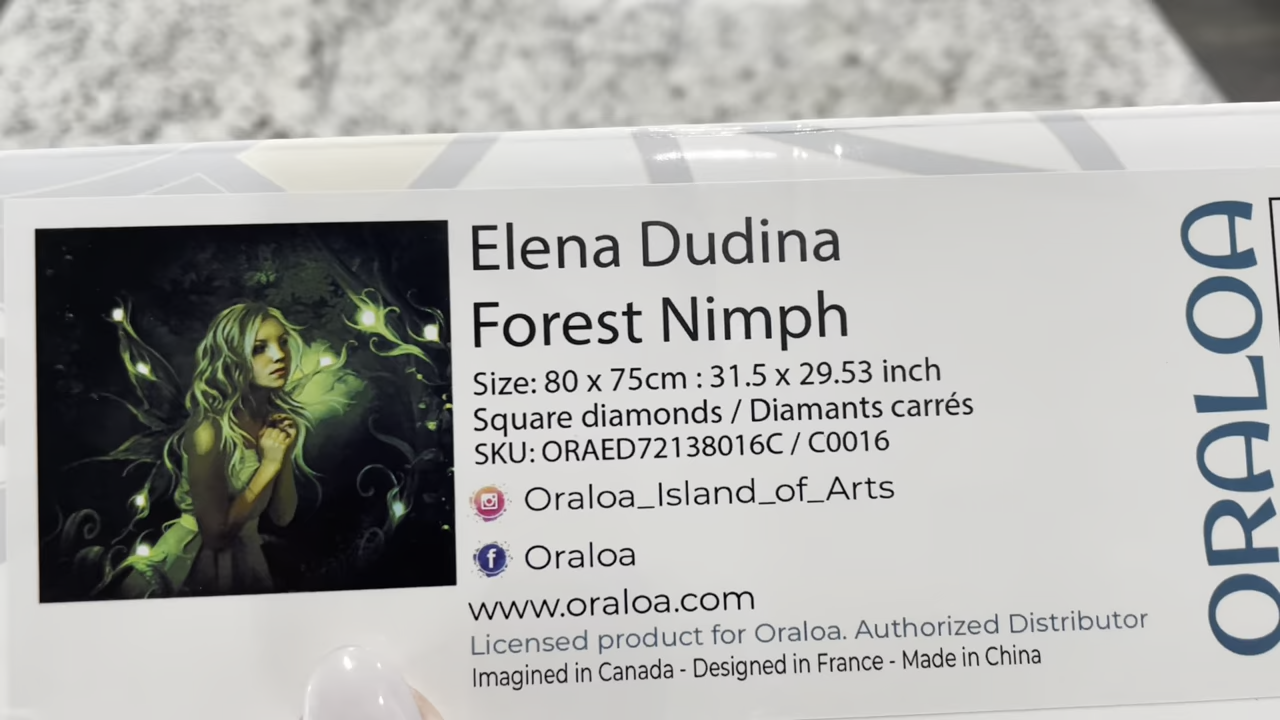 Elena Dudina
Forest Nimph
Size: 80 x 75cm : 31.5 x 29.53 inch
Square diamonds / Diamants carrés
SKU: ORAED72138016C / C0016
Oraloa_Island_of_Arts
Oraloa
www.oraloa.com
Licensed product for Oraloa. Authorized Distributor
Imagined in Canada - Designed in France - Made in China
ORALOA